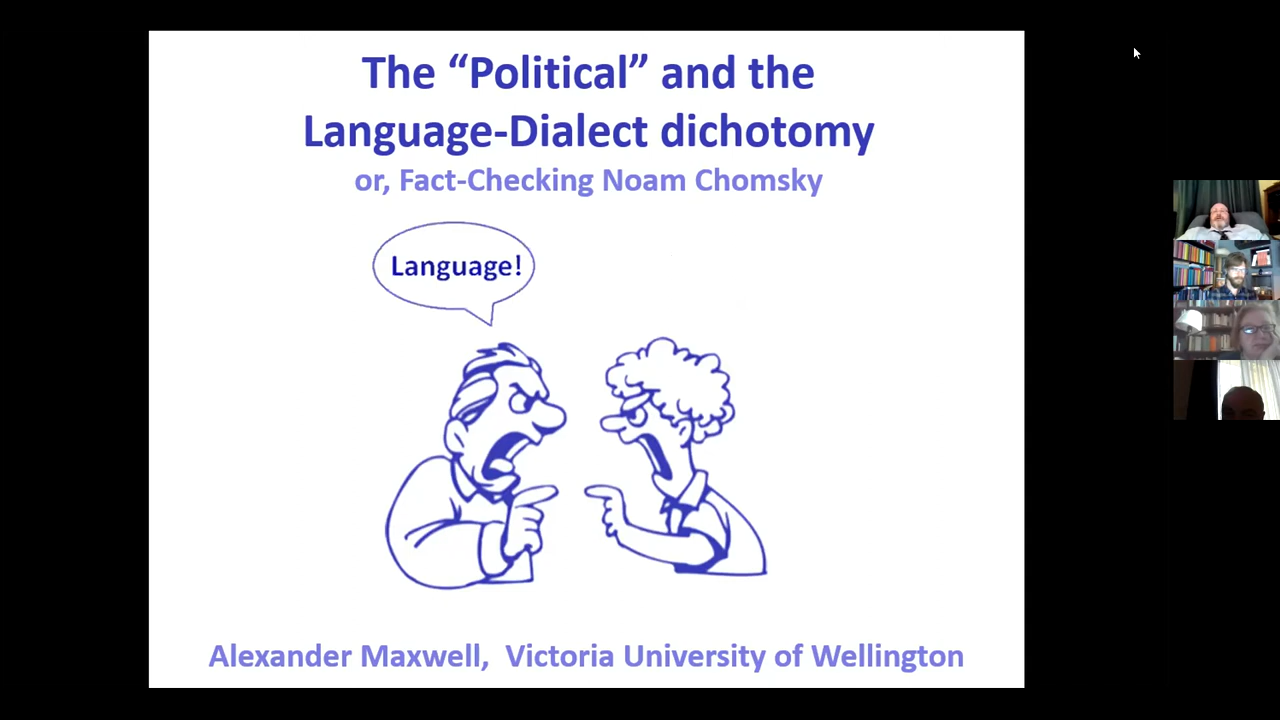 The “Political” and the
Language-Dialect dichotomy
or, Fact-Checking Noam Chomsky
Language!
Alexander Maxwell,  Victoria University of Wellington